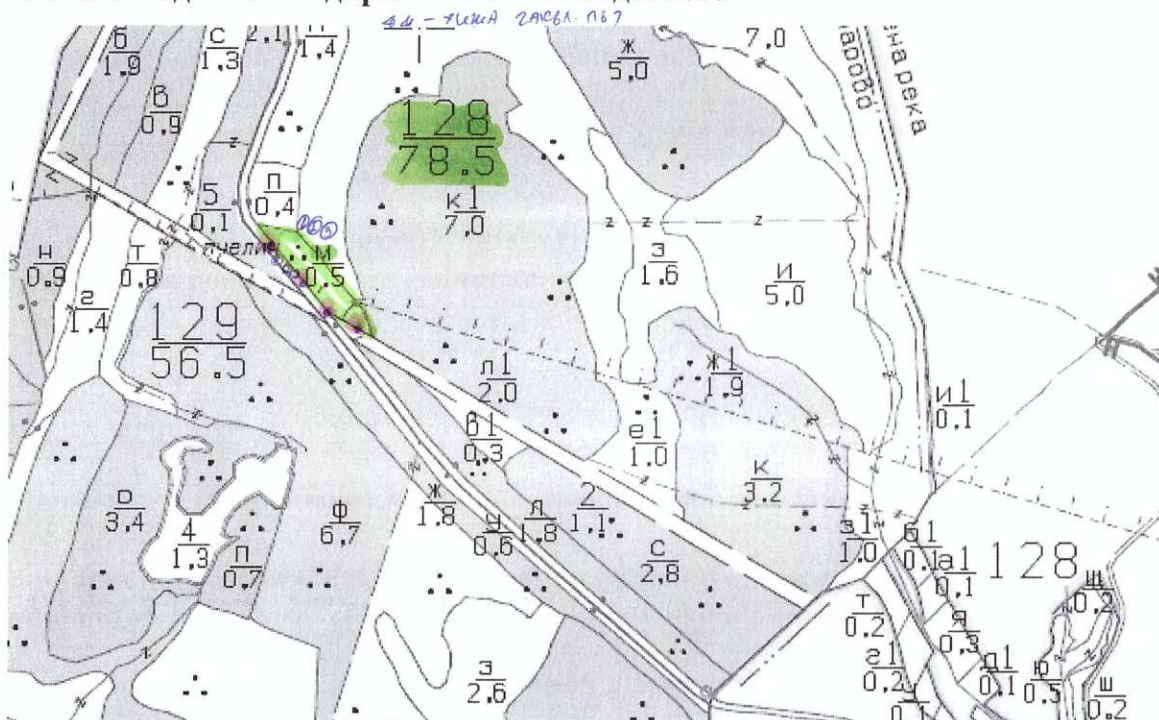 б
1,9
с
1,3
2,1
1,4
ж
5,0
7,0
в
0,9
128
78.5
п
0,4
к1
7,0
5
0,1
пчелин
м
0,5
н
0,9
т
0,8
г
1,4
129
56.5
з
1.6
и
5,0
л1
2.0
ж1
1,9
и1
0,1
в1
0,3
е1
1.0
к
3.2
о
3,4
4
1,3
п
0,7
ф
6,7
ж
1,8
у
0,6
л
1,8
2
1,1
с
2,8
з1
1.0
б1
0.1
а1
0,1
128
щ
0,2
т
0.2
я
0,3
г1
0,2
д1
0,1
ю
0.5
ш
0.2
з
2.6
0,1